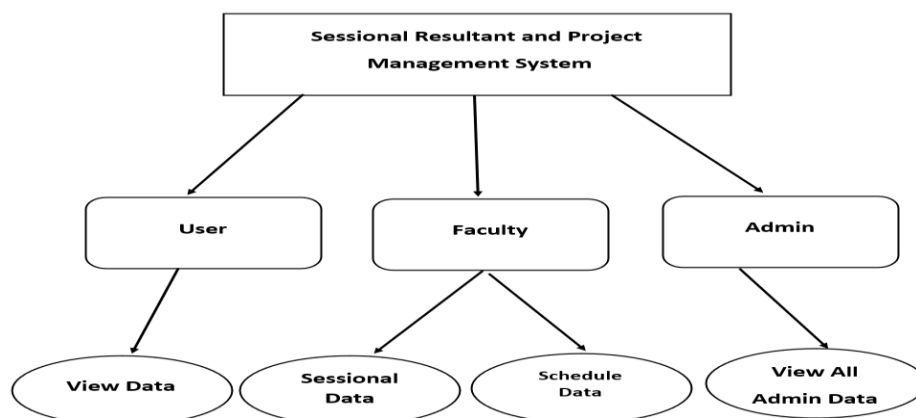 Sessional Resultant and Project
Management System
User
Faculty
Admin
View Data
Sessional
Data
Schedule
Data
View All
Admin Data